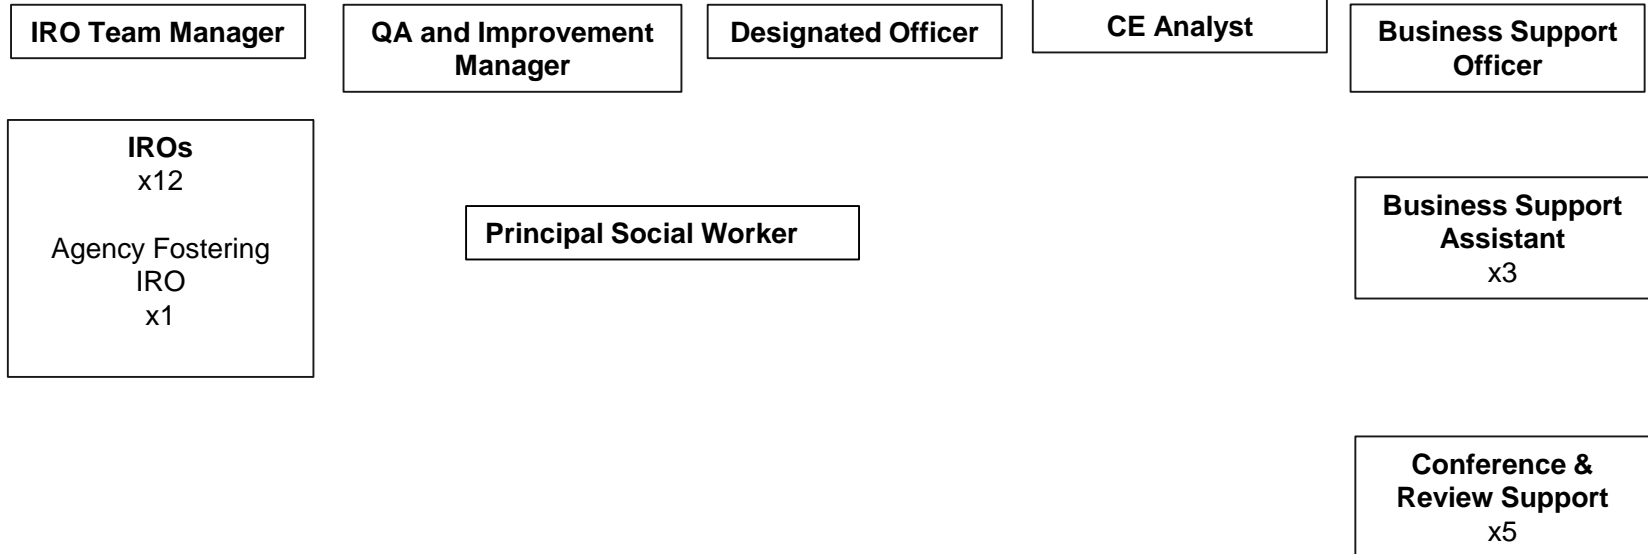 IRO Team Manager
QA and Improvement
Manager
Designated Officer
CE Analyst
Business Support
Officer
IROs
x12
Agency Fostering
IRO
x1
Principal Social Worker
Business Support
Assistant
x3
Conference &
Review Support
x5